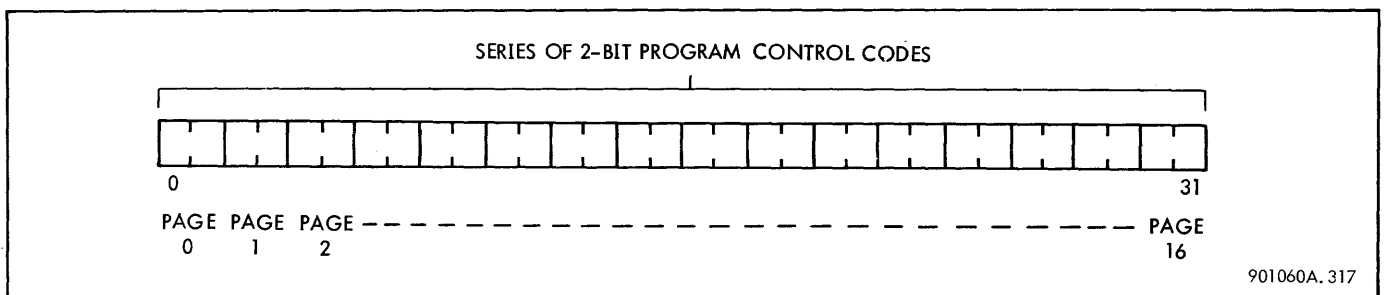 SERIES OF 2-BIT PROGRAM CONTROL CODES
0 31
PAGE PAGE PAGE — — — — — — — — — — — — — — — — — — — — — — — — PAGE
0 1 2 16
901060A. 317